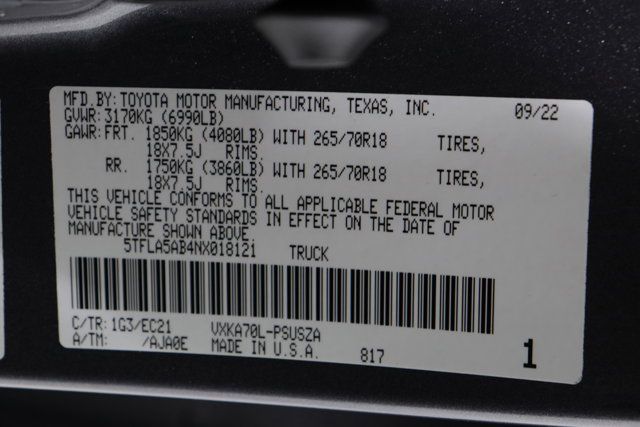 MFD.BY:TOYOTA MOTOR MANUFACTURING, TEXAS, INC. 09/22
GVWR:3170KG (6990LB)
GAWR:FRT. 1850KG (4080LB) WITH 265/70R18 TIRES,
18X7.5J RIMS.
RR. 1750KG (3860LB) WITH 265/70R18 TIRES,
18X7.5J RIMS.
THIS VEHICLE CONFORMS TO ALL APPLICABLE FEDERAL MOTOR
VEHICLE SAFETY STANDARDS IN EFFECT ON THE DATE OF
MANUFACTURE SHOWN ABOVE
5TFLA5AB4NX018121 TRUCK
C/TR:1G3/EC21 VXKA70L-PSUSZA
A/TM: /AJA0E MADE IN U.S.A. 817 1